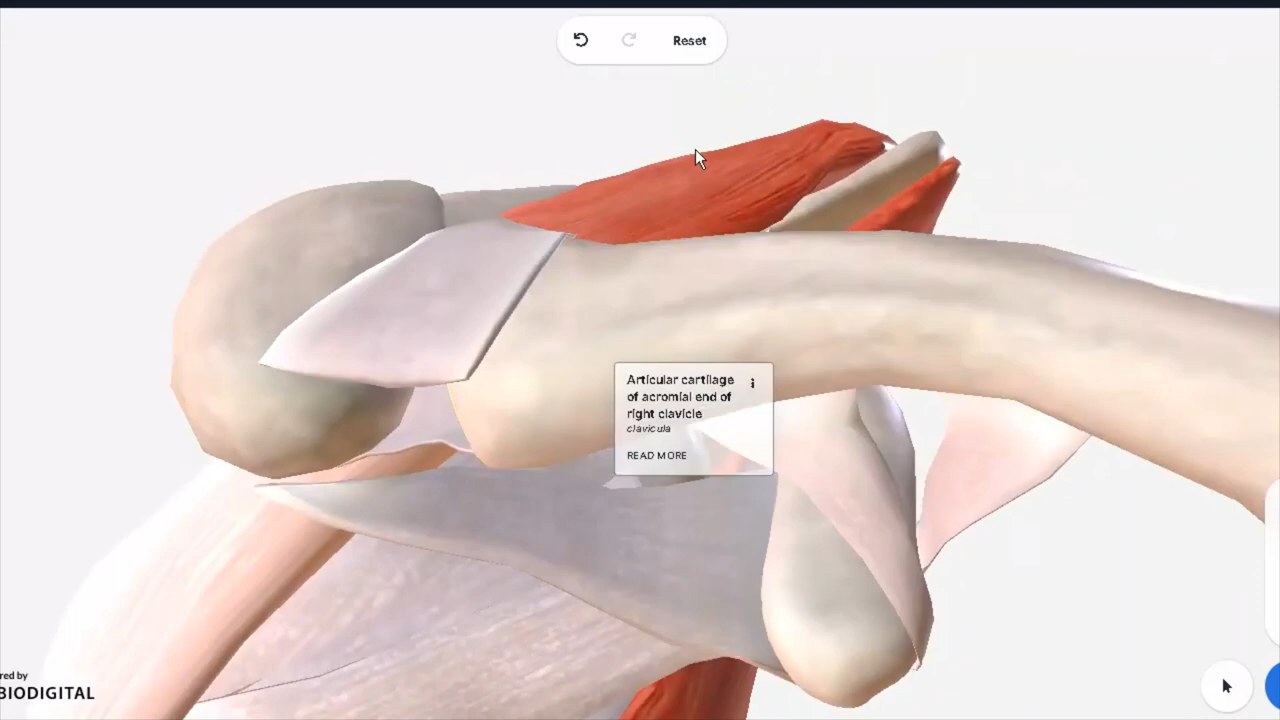 Reset
Articular cartilage
of acromial end of
right clavicle
clavicula
READ MORE
red by
BIODIGITAL